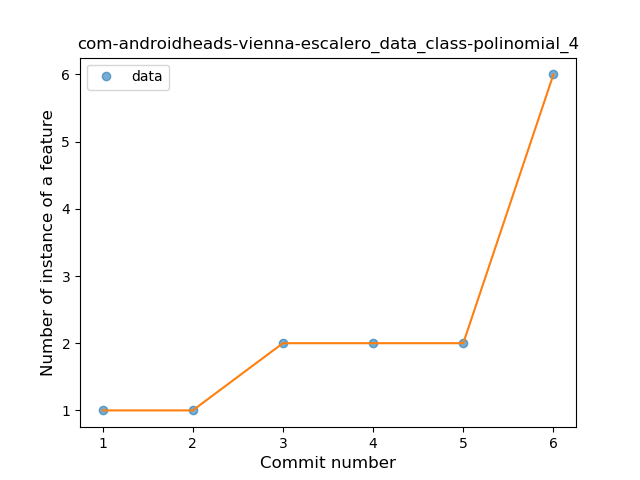 com-androidheads-vienna-escalero_data_class-polinomial_4
data
Number of instance of a feature
6
5
4
3
2
1
1 2 3 4 5 6
Commit number